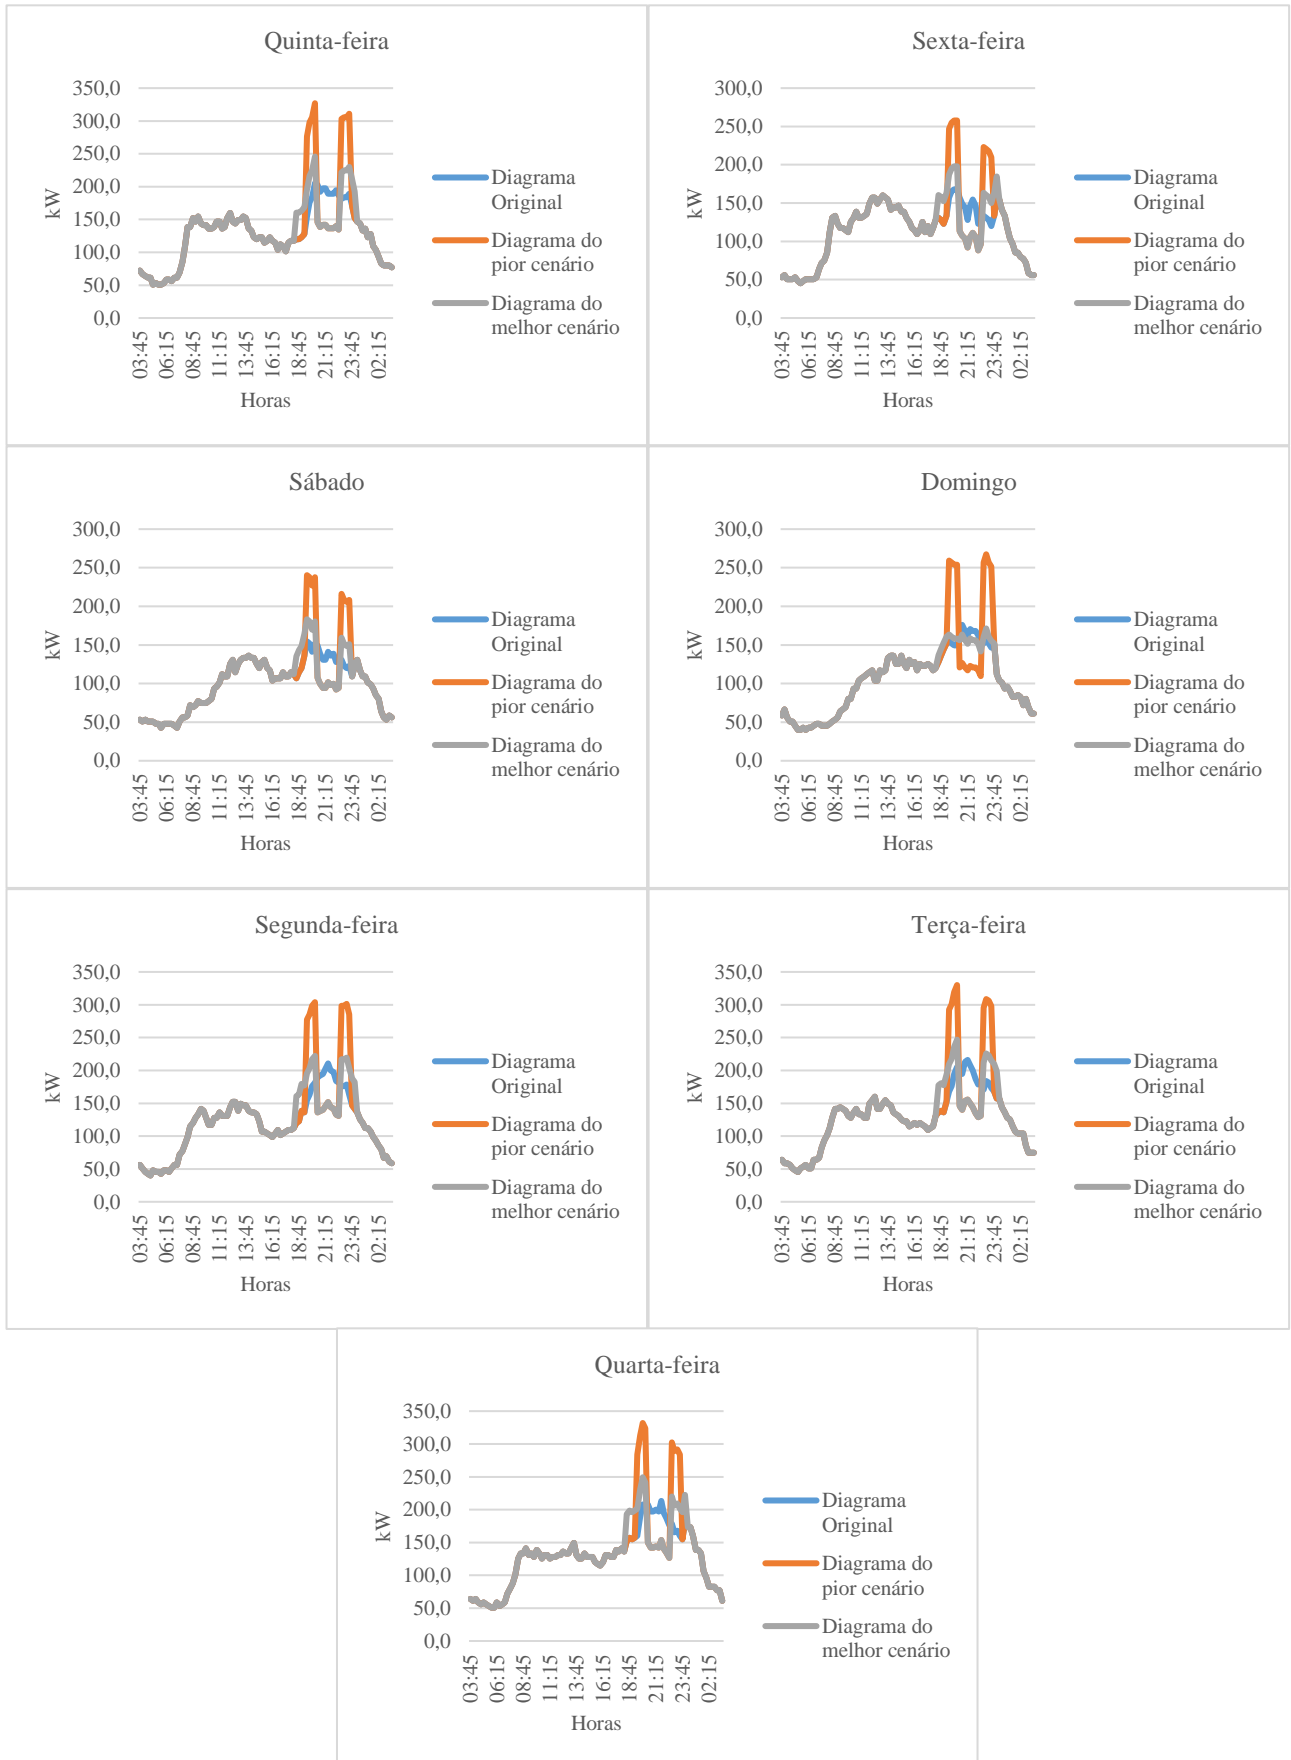 Quinta-feira
350,0
300,0
250,0
200,0
150,0
100,0
50,0
0,0
kW
03:45
06:15
08:45
11:15
13:45
16:15
18:45
21:15
23:45
02:15
Horas
Diagrama
Original
Diagrama do
pior cenário
Diagrama do
melhor cenário
Sexta-feira
300,0
250,0
200,0
150,0
100,0
50,0
0,0
kW
03:45
06:15
08:45
11:15
13:45
16:15
18:45
21:15
23:45
02:15
Horas
Diagrama
Original
Diagrama do
pior cenário
Diagrama do
melhor cenário
Sábado
300,0
250,0
200,0
150,0
100,0
50,0
0,0
kW
03:45
06:15
08:45
11:15
13:45
16:15
18:45
21:15
23:45
02:15
Horas
Diagrama
Original
Diagrama do
pior cenário
Diagrama do
melhor cenário
Domingo
300,0
250,0
200,0
150,0
100,0
50,0
0,0
kW
03:45
06:15
08:45
11:15
13:45
16:15
18:45
21:15
23:45
02:15
Horas
Diagrama
Original
Diagrama do
pior cenário
Diagrama do
melhor cenário
Segunda-feira
350,0
300,0
250,0
200,0
150,0
100,0
50,0
0,0
kW
03:45
06:15
08:45
11:15
13:45
16:15
18:45
21:15
23:45
02:15
Horas
Diagrama
Original
Diagrama do
pior cenário
Diagrama do
melhor cenário
Terça-feira
350,0
300,0
250,0
200,0
150,0
100,0
50,0
0,0
kW
03:45
06:15
08:45
11:15
13:45
16:15
18:45
21:15
23:45
02:15
Horas
Diagrama
Original
Diagrama do
pior cenário
Diagrama do
melhor cenário
Quarta-feira
350,0
300,0
250,0
200,0
150,0
100,0
50,0
0,0
kW
03:45
06:15
08:45
11:15
13:45
16:15
18:45
21:15
23:45
02:15
Horas
Diagrama
Original
Diagrama do
pior cenário
Diagrama do
melhor cenário